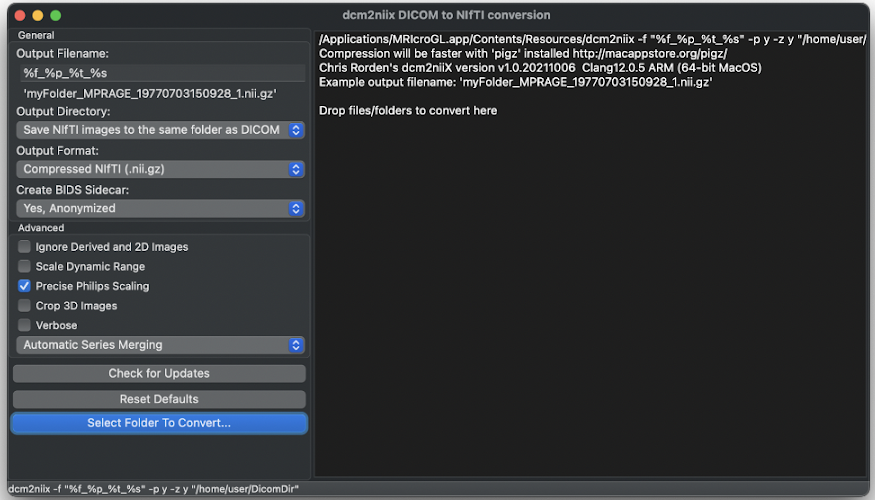 dcm2niix DICOM to NIfTI conversion
General
Output Filename:
%f_%p_%t_%s
'myFolder_MPRAGE_19770703150928_1.nii.gz'
Output Directory:
Save NIfTI images to the same folder as DICOM
Output Format:
Compressed NIfTI (.nii.gz)
Create BIDS Sidecar:
Yes, Anonymized
Advanced
Ignore Derived and 2D Images
Scale Dynamic Range
Precise Philips Scaling
Crop 3D Images
Verbose
Automatic Series Merging
Check for Updates
Reset Defaults
Select Folder To Convert...
/Applications/MRIcroGL.app/Contents/Resources/dcm2niix -f "%f_%p_%t_%s" -p y -z y "/home/user/
Compression will be faster with 'pigz' installed http://macappstore.org/pigz/
Chris Rorden's dcm2niiX version v1.0.20211006  Clang12.0.5 ARM (64-bit MacOS)
Example output filename: 'myFolder_MPRAGE_19770703150928_1.nii.gz'
Drop files/folders to convert here
dcm2niix -f "%f_%p_%t_%s" -p y -z y "/home/user/DicomDir"